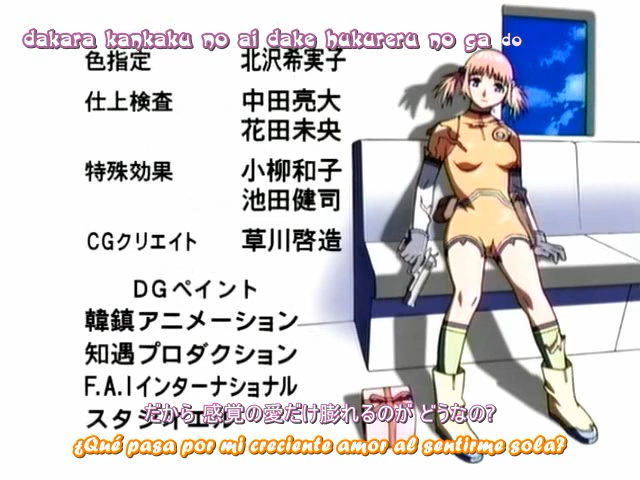 dakara kankaku no ai dake hukureru no ga do
色指定 北沢希実子
仕上検査 中田亮大
花田未央
特殊効果 小柳和子
池田健司
CGクリエイト 草川啓造
DGペイント
韓鎮アニメーション
知遇プロダクション
F.A.Iインターナショナル
だから 感覚の愛だけ膨れるのが どうなの?
¿Qué pasa por mi creciente amor al sentirme sola?